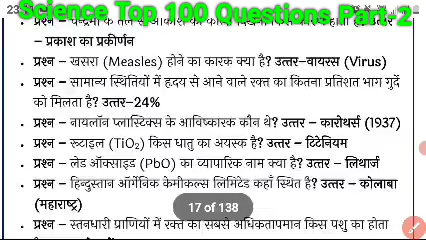 Science Top 100 Questions Part-2
23
– प्रकाश का प्रकीर्णन
• प्रश्न – खसरा (Measles) होने का कारक क्या है? उत्तर–वायरस (Virus)
• प्रश्न – सामान्य स्थितियों में हृदय से आने वाले रक्त का कितना प्रतिशत भाग गुर्दे
को मिलता है? उत्तर–24%
• प्रश्न – नायलॉन प्लास्टिक्स के आविष्कारक कौन थे? उत्तर – कारोथर्स (1937)
• प्रश्न – रूटाइल (TiO₂) किस धातु का अयस्क है? उत्तर – टिटेनियम
• प्रश्न – लेड ऑक्साइड (PbO) का व्यापारिक नाम क्या है? उत्तर – लिथार्ज
• प्रश्न – हिन्दुस्तान ऑर्गेनिक केमीकल्स लिमिटेड कहाँ स्थित है? उत्तर – कोलाबा
(महाराष्ट्र)
17 of 138
• प्रश्न – स्तनधारी प्राणियों में रक्त का सबसे अधिकतापमान किस पशु का होता